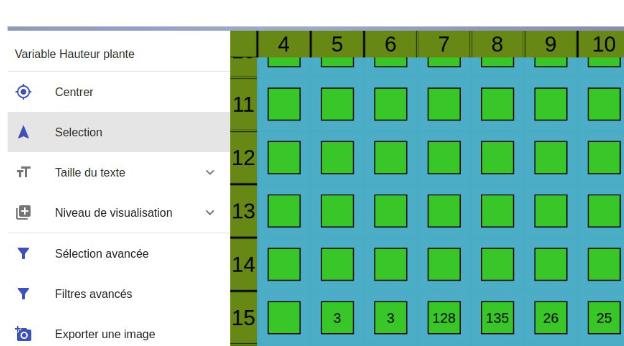 4 5 6 7 8 9 10
Variable Hauteur plante
Centrer
11
Selection
12
Taille du texte
13
Niveau de visualisation
14
Sélection avancée
Filtres avancés
15 3 3 128 135 26 25
Exporter une image